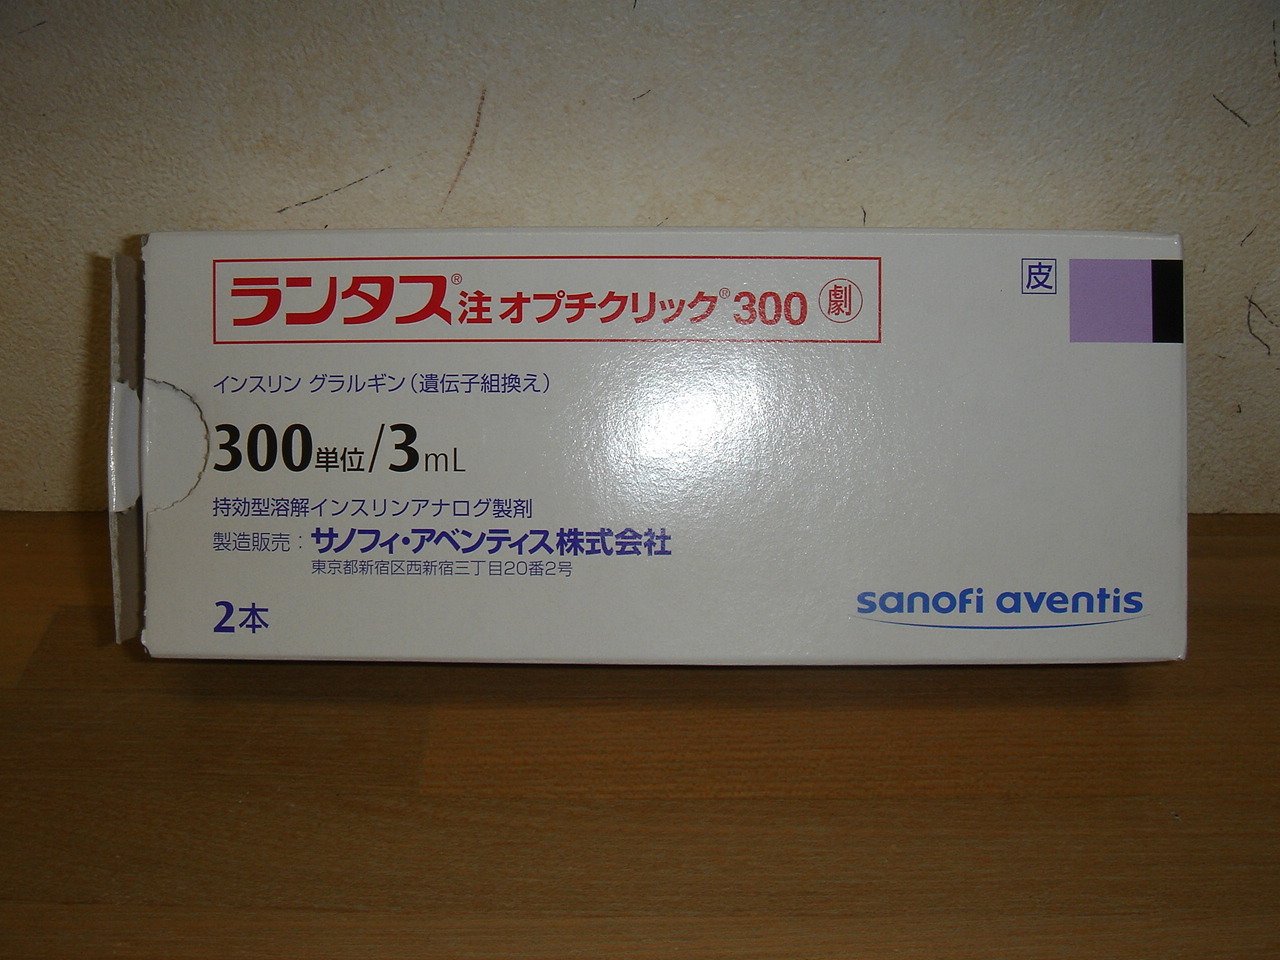 ランタス®注 オプチクリック®300 劇
皮
インスリン グラルギン(遺伝子組換え)
300単位/3mL
持効型溶解インスリンアナログ製剤
製造販売：サノフィ・アベンティス株式会社
東京都新宿区西新宿三丁目20番2号
2本
sanofi aventis